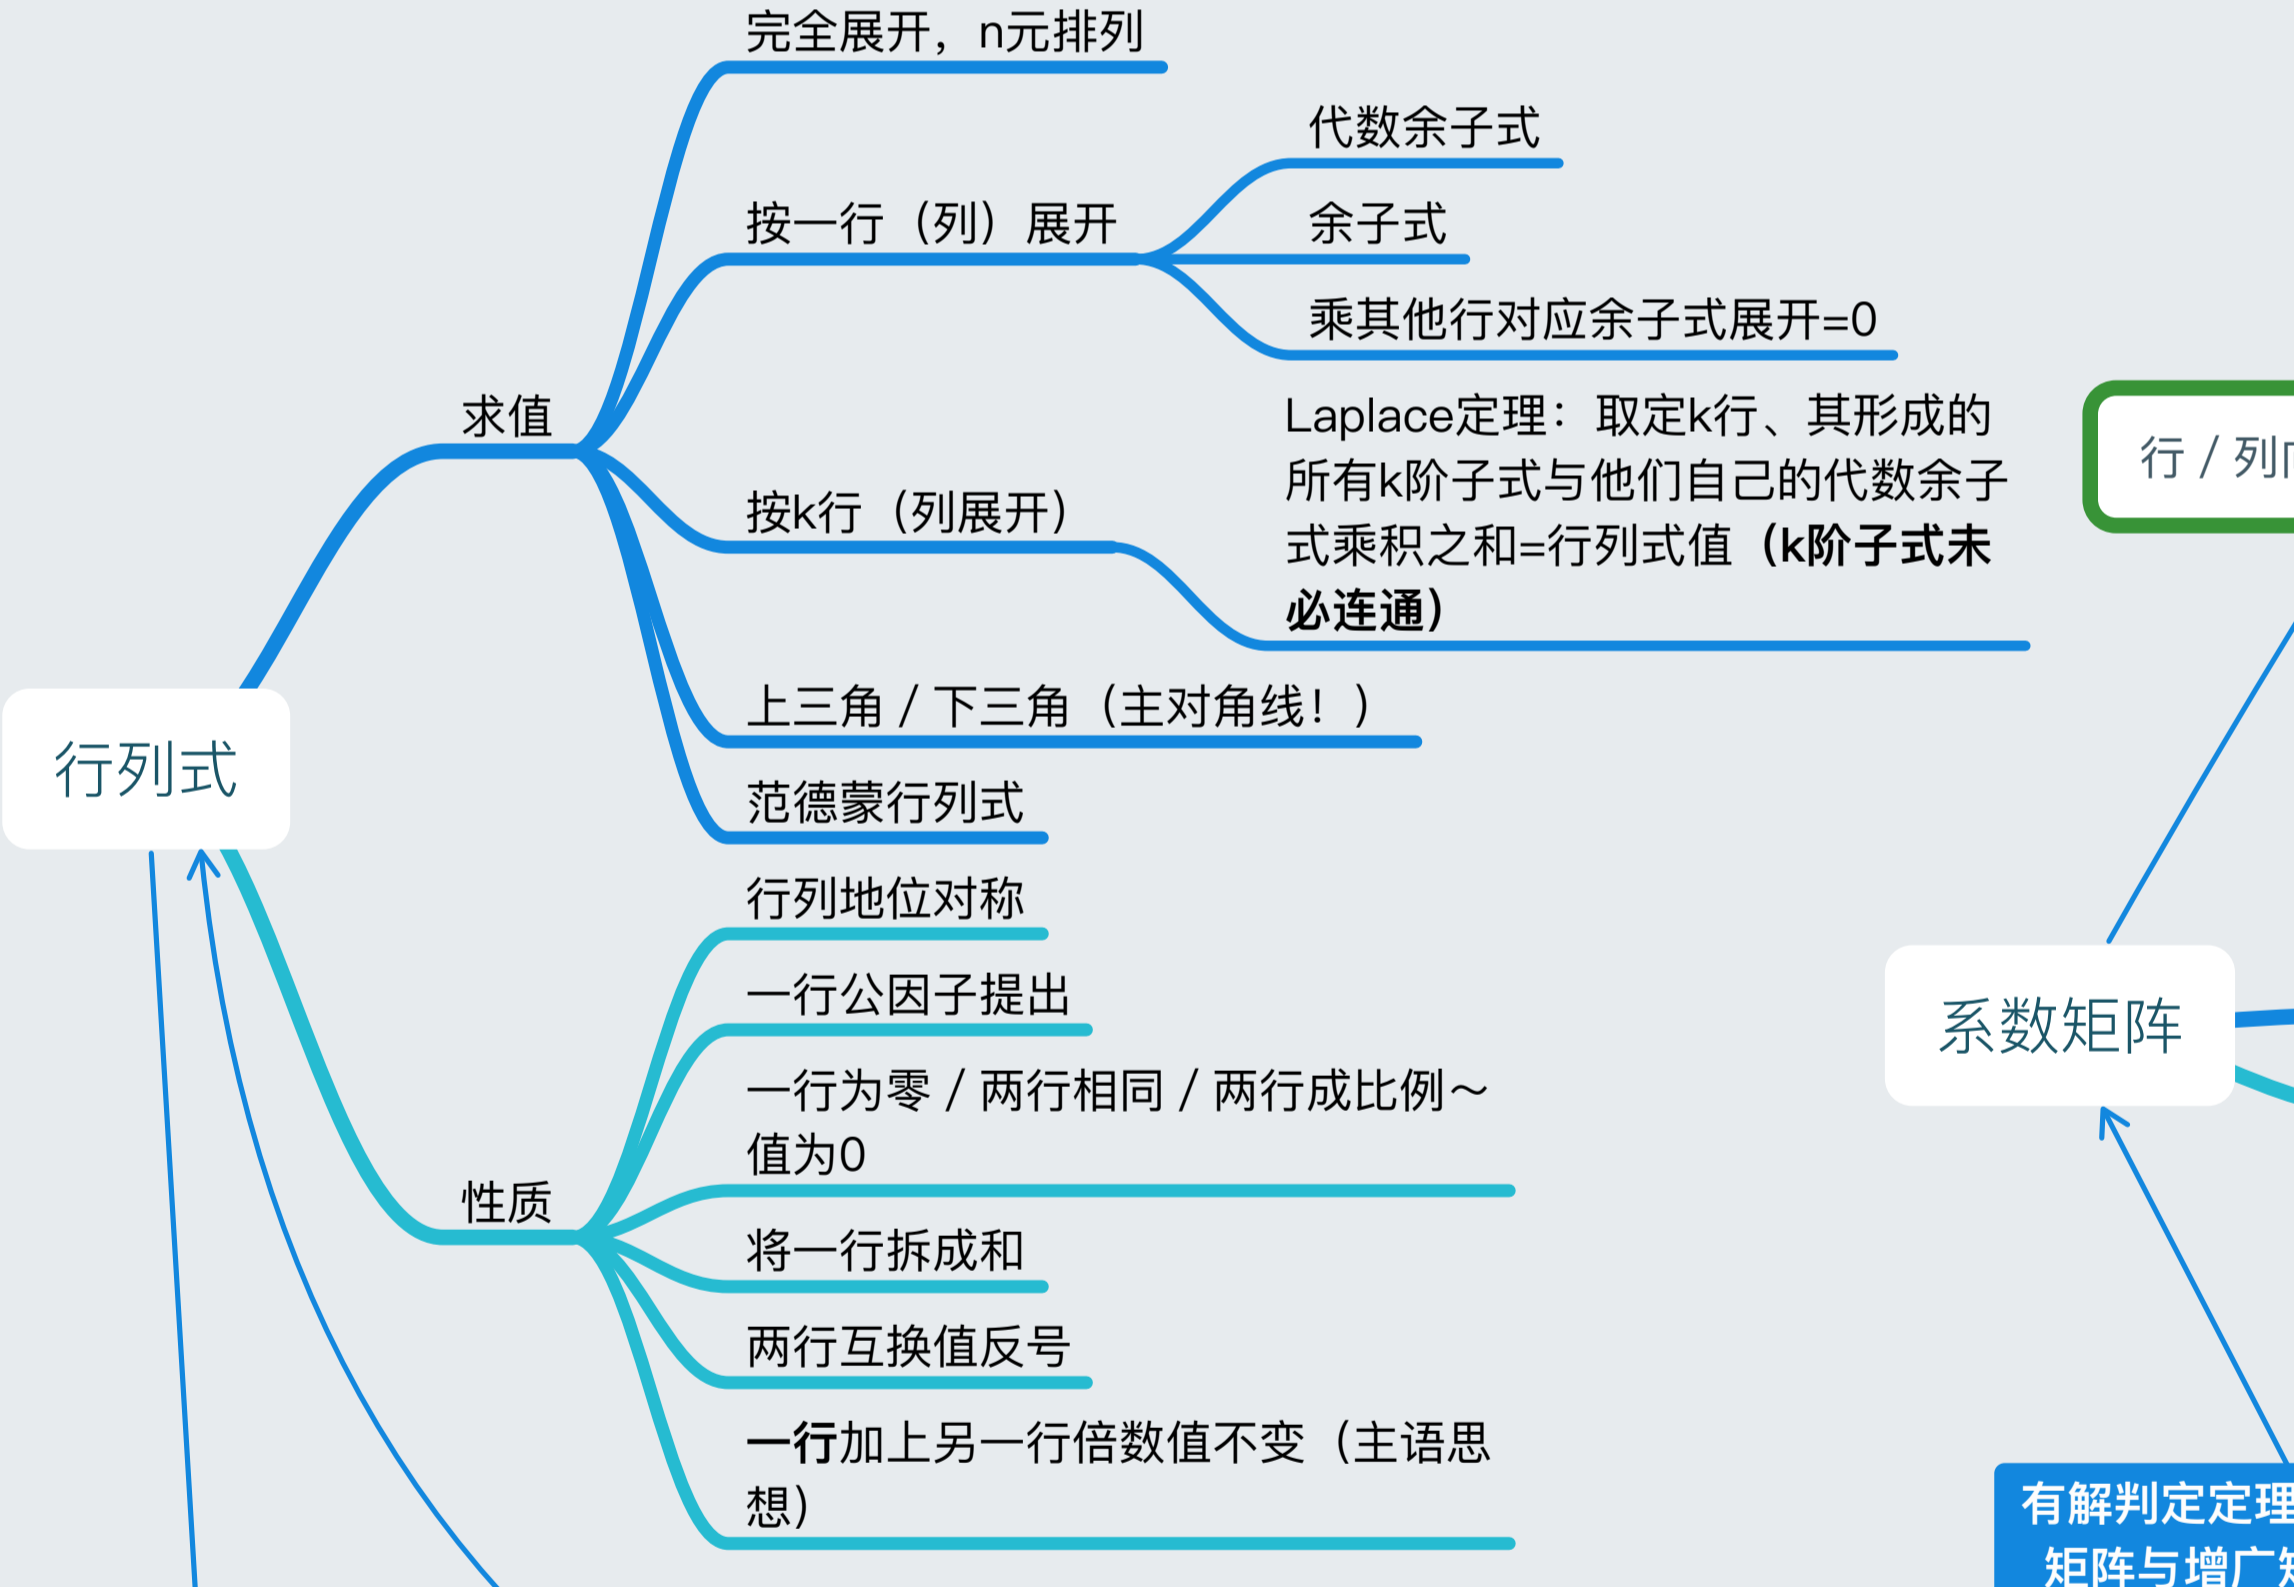 完全展开，n元排列
代数余子式
按一行（列）展开
余子式
乘其他行对应余子式展开=0
求值
Laplace定理：取定k行、其形成的
所有k阶子式与他们自己的代数余子
式乘积之和=行列式值（k阶子式未
必连通）
按k行（列展开）
上三角／下三角（主对角线！）
范德蒙行列式
行列式
行列地位对称
一行公因子提出
一行为零／两行相同／两行成比例～
值为0
性质
将一行拆成和
两行互换值反号
一行加上另一行倍数值不变（主语思
想）
行／列
系数矩阵
有解判定定理
矩阵与增广